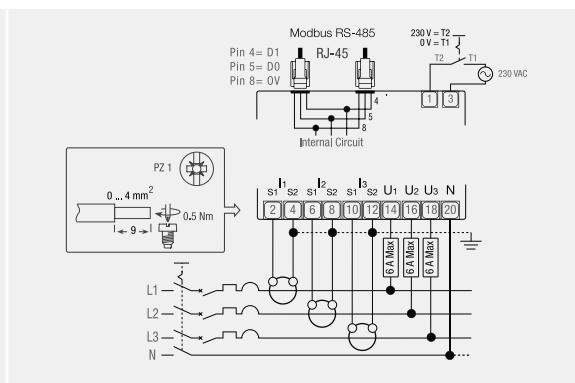 Modbus RS-485
230 V = T2
0 V = T1
Pin 4= D1
RJ-45
Pin 5= D0
T2 T1
Pin 8= 0V
230 VAC
4
1 3
5
8
Internal Circuit
PZ 1
0 ... 4 mm2
0.5 Nm
9
I1 I2 I3 U1 U2 U3 N
S1 S2 S1 S2 S1 S2
2 4 6 8 10 12 14 16 18 20
6 A Max 6 A Max 6 A Max
L1
L2
L3
N